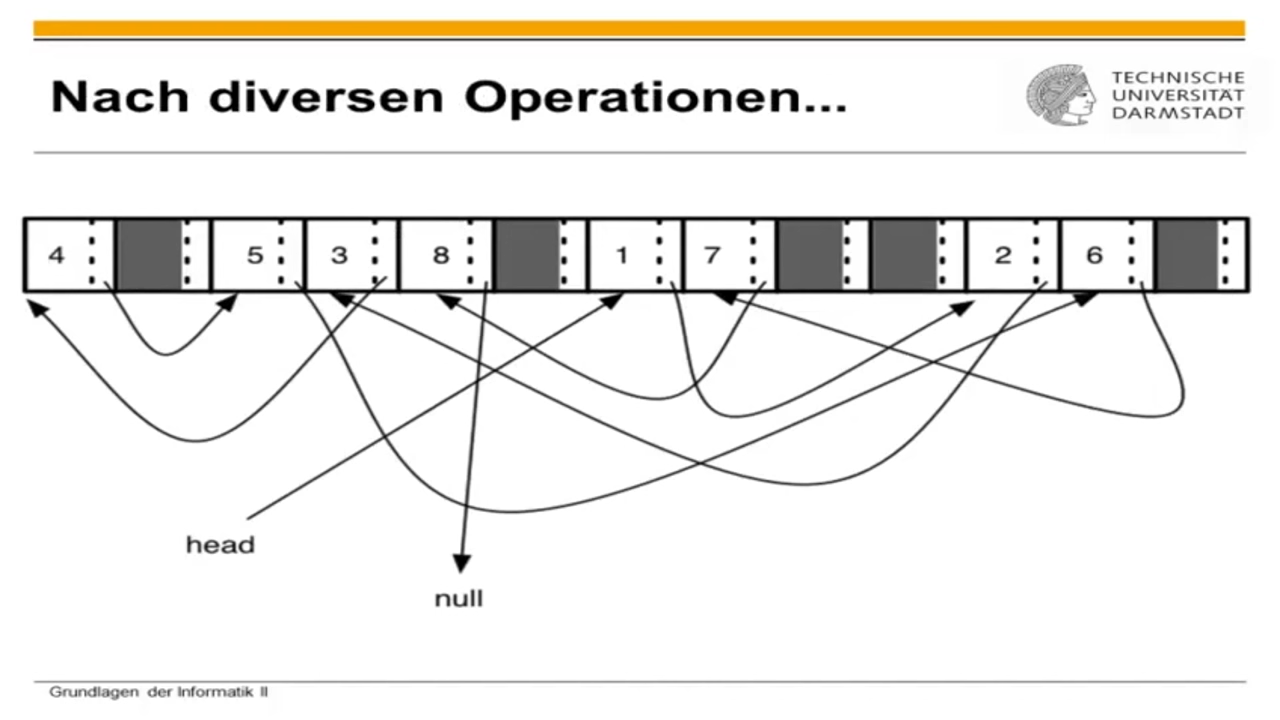 Nach diversen Operationen...
TECHNISCHE
UNIVERSITÄT
DARMSTADT
4 5 3 8 1 7 2 6
head
null
Grundlagen der Informatik II